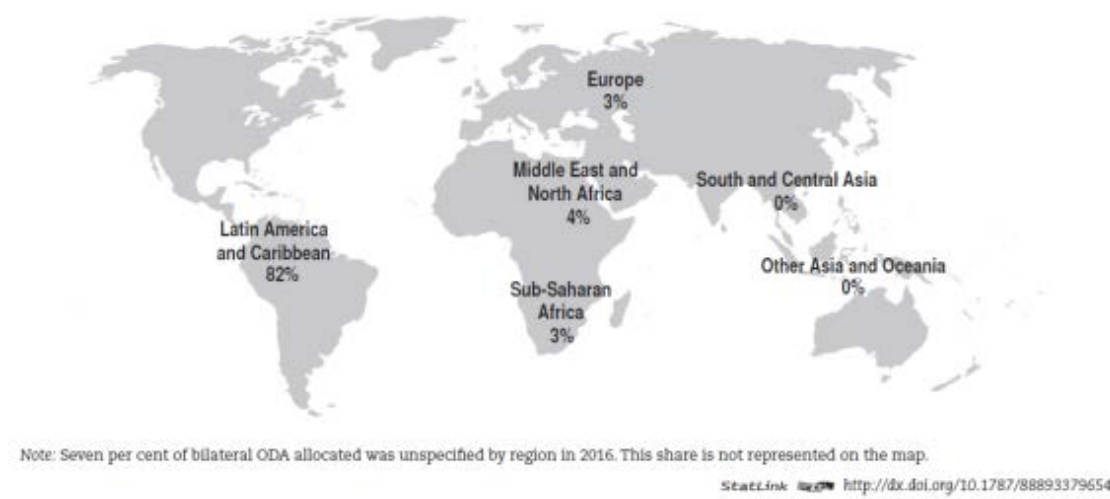 Europe
3%
Middle East and
North Africa
4%
South and Central Asia
0%
Latin America
and Caribbean
82%
Other Asia and Oceania
0%
Sub-Saharan
Africa
3%
Note: Seven per cent of bilateral ODA allocated was unspecified by region in 2016. This share is not represented on the map.
StatLink http://dx.doi.org/10.1787/88893379654